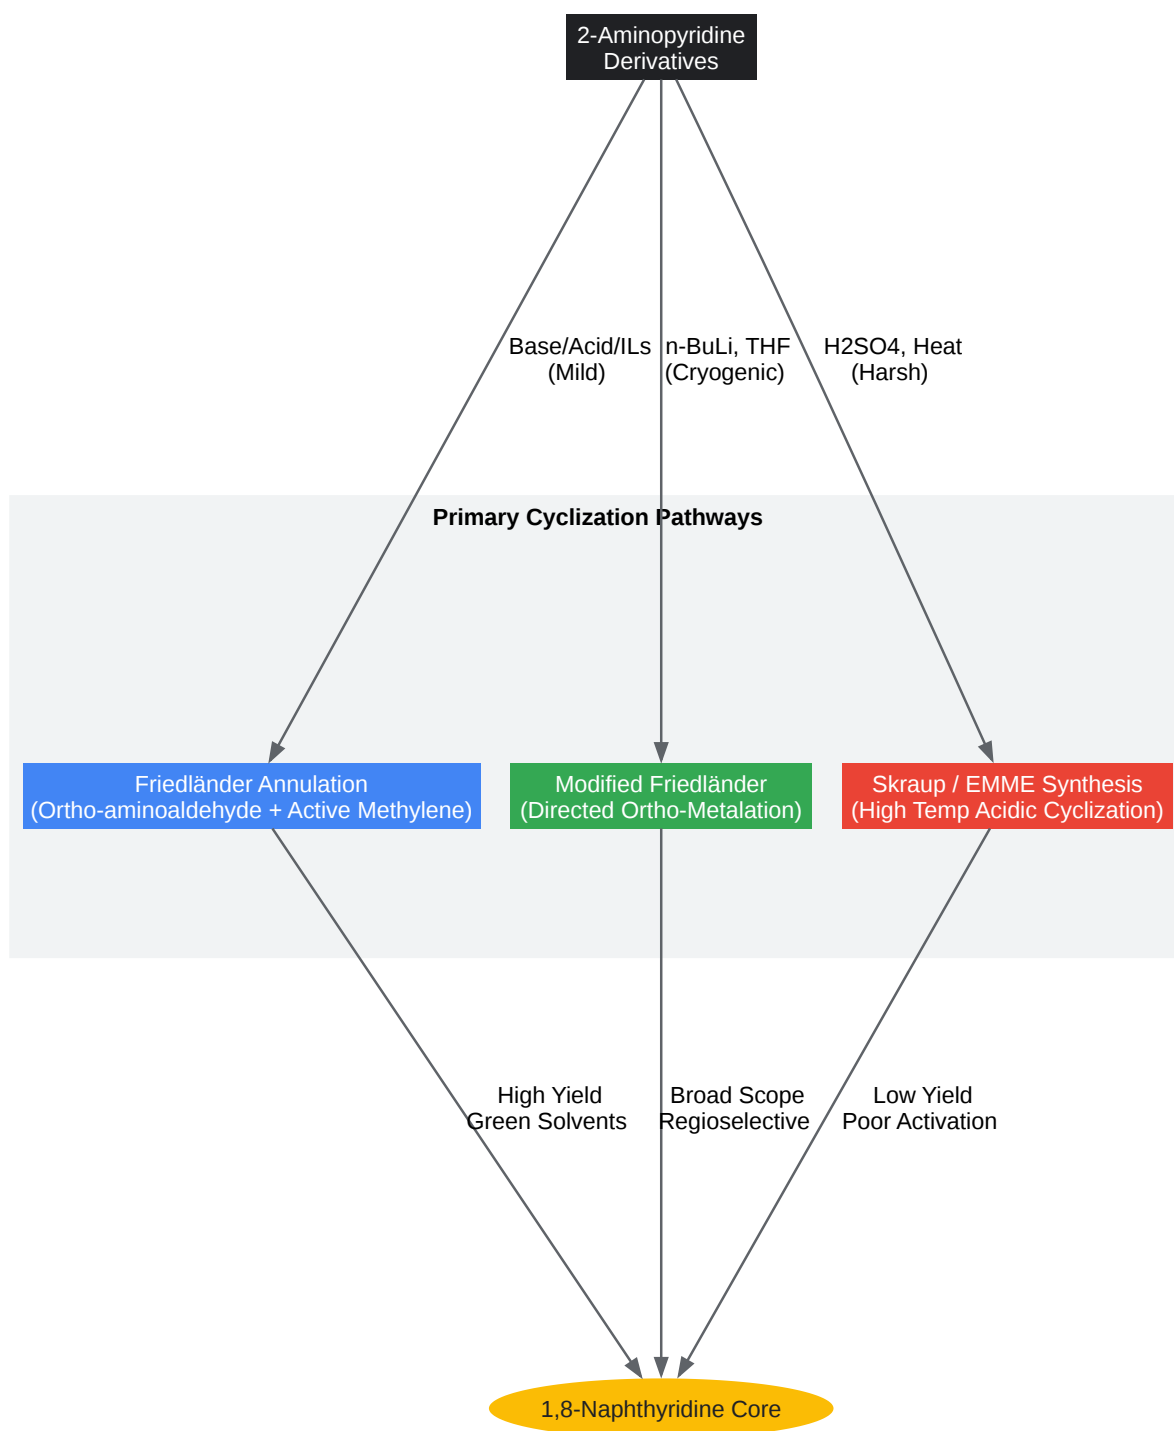 2-Aminopyridine
Derivatives
Base/Acid/ILs
(Mild)
n-BuLi, THF
(Cryogenic)
H2SO4, Heat
(Harsh)
Primary Cyclization Pathways
Friedländer Annulation
(Ortho-aminoaldehyde + Active Methylene)
Modified Friedländer
(Directed Ortho-Metalation)
Skraup / EMME Synthesis
(High Temp Acidic Cyclization)
High Yield
Green Solvents
Broad Scope
Regioselective
Low Yield
Poor Activation
1,8-Naphthyridine Core